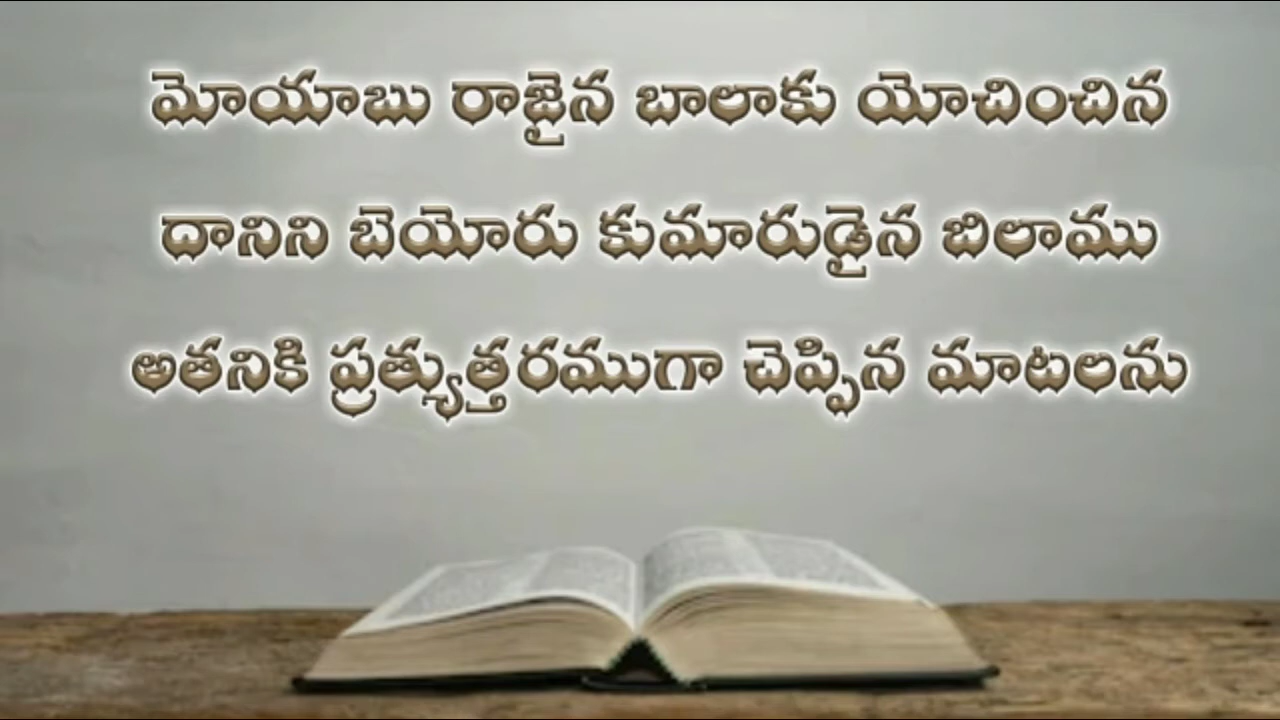 మోయాబు రాజైన బాలాకు యోచించిన
దానిని బెయోరు కుమారుడైన బిలాము
అతనికి ప్రత్యుత్తరముగా చెప్పిన మాటలను